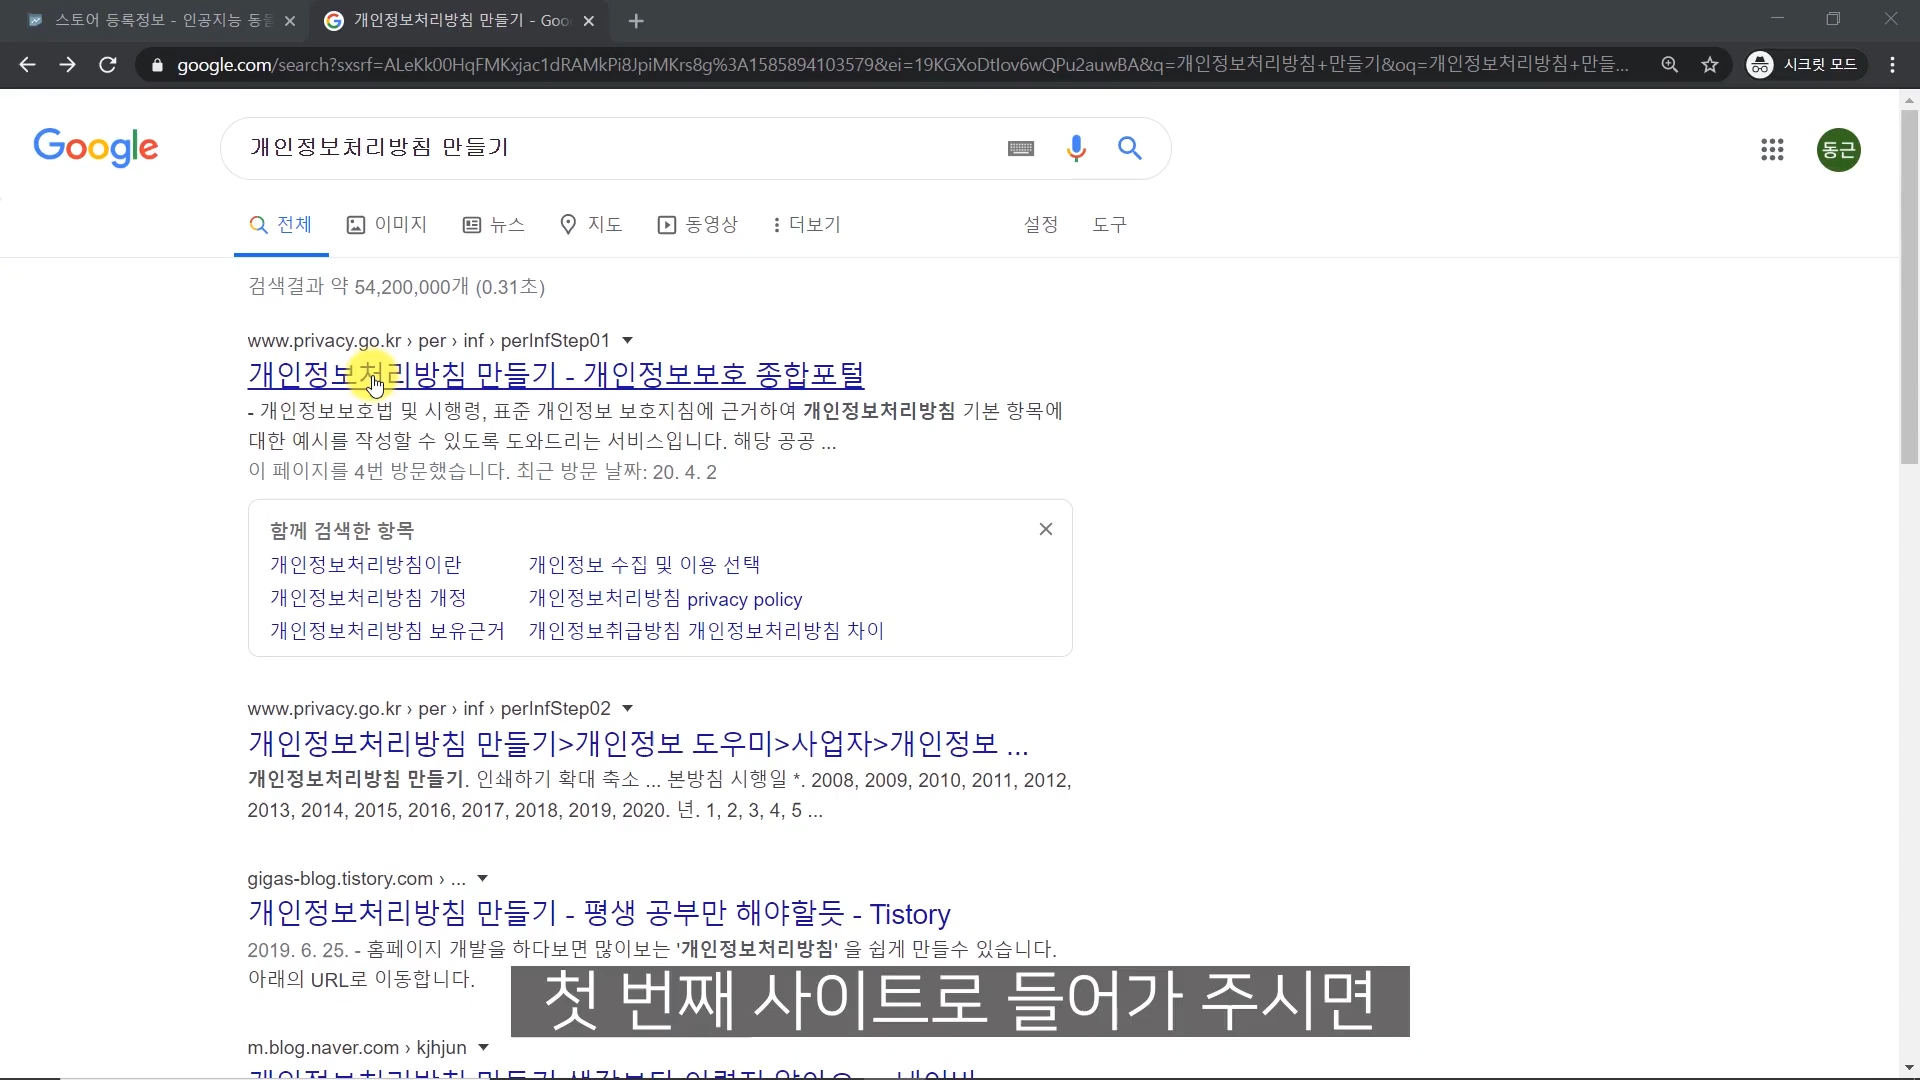 스토어 등록정보 - 인공지능 동물
개인정보처리방침 만들기 - Goo
google.com/search?sxsrf=ALeKk00HqFMKxjac1dRAMkPi8JpiMKrs8g%3A1585894103579&ei=19KGXoDtIov6wQPu2auwBA&q=개인정보처리방침+만들기&oq=개인정보처리방침+만들...
시크릿 모드
Google
개인정보처리방침 만들기
동근
전체 이미지 뉴스 지도 동영상 더보기 설정 도구
검색결과 약 54,200,000개 (0.31초)
www.privacy.go.kr › per › inf › perInfStep01
개인정보처리방침 만들기 - 개인정보보호 종합포털
- 개인정보보호법 및 시행령, 표준 개인정보 보호지침에 근거하여 개인정보처리방침 기본 항목에
대한 예시를 작성할 수 있도록 도와드리는 서비스입니다. 해당 공공 ...
이 페이지를 4번 방문했습니다. 최근 방문 날짜: 20. 4. 2
함께 검색한 항목
개인정보처리방침이란 개인정보 수집 및 이용 선택
개인정보처리방침 개정 개인정보처리방침 privacy policy
개인정보처리방침 보유근거 개인정보취급방침 개인정보처리방침 차이
www.privacy.go.kr › per › inf › perInfStep02
개인정보처리방침 만들기>개인정보 도우미>사업자>개인정보 ...
개인정보처리방침 만들기. 인쇄하기 확대 축소 ... 본방침 시행일 *. 2008, 2009, 2010, 2011, 2012,
2013, 2014, 2015, 2016, 2017, 2018, 2019, 2020. 년. 1, 2, 3, 4, 5 ...
gigas-blog.tistory.com › ...
개인정보처리방침 만들기 - 평생 공부만 해야할듯 - Tistory
2019. 6. 25. - 홈페이지 개발을 하다보면 많이보는 '개인정보처리방침' 을 쉽게 만들수 있습니다.
아래의 URL로 이동합니다.
첫 번째 사이트로 들어가 주시면
m.blog.naver.com › kjhjun